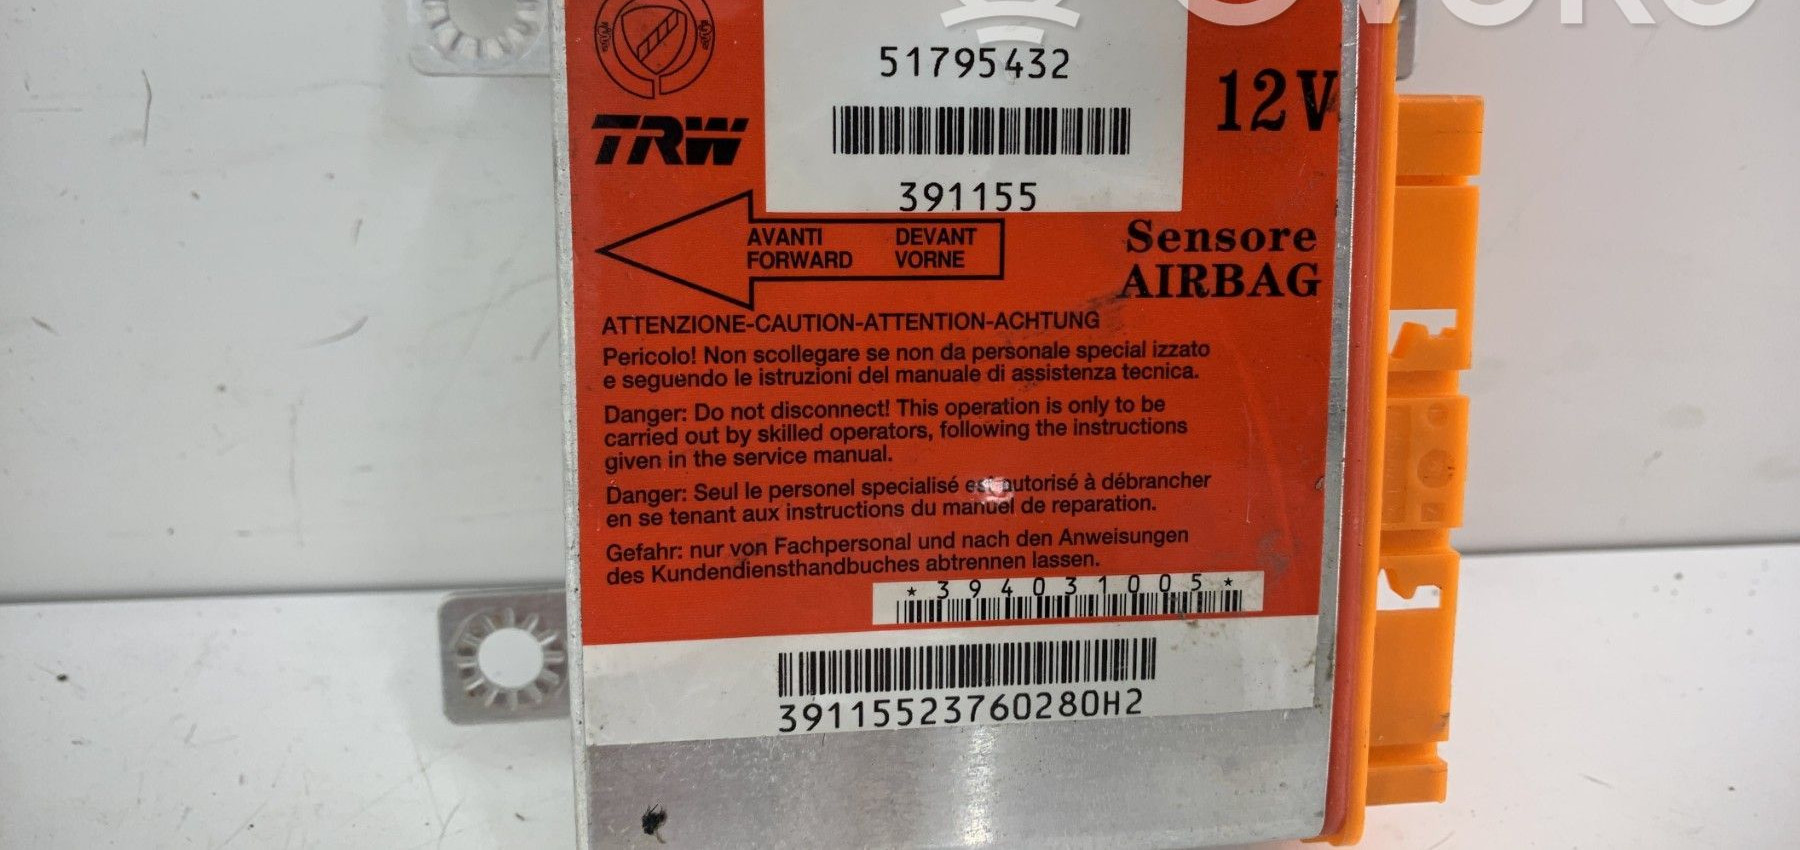 51795432
TRW
12V
391155
AVANTI DEVANT
FORWARD VORNE
Sensore
AIRBAG
ATTENZIONE-CAUTION-ATTENTION-ACHTUNG
Pericolo! Non scollegare se non da personale special izzato
e seguendo le istruzioni del manuale di assistenza tecnica.
Danger: Do not disconnect! This operation is only to be
carried out by skilled operators, following the instructions
given in the service manual.
Danger: Seul le personel specialisé est autorisé à débrancher
en se tenant aux instructions du manuel de reparation.
Gefahr: nur von Fachpersonal und nach den Anweisungen
des Kundendiensthandbuches abtrennen lassen.
*394031005*
39115523760280H2